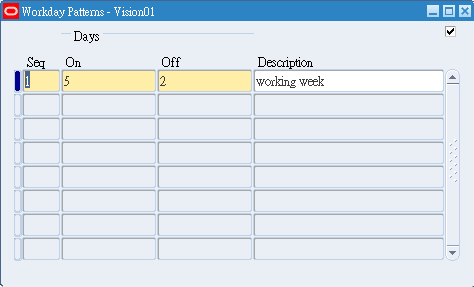 Workday Patterns - Vision01
Days
Seq On Off Description
1 5 2 working week